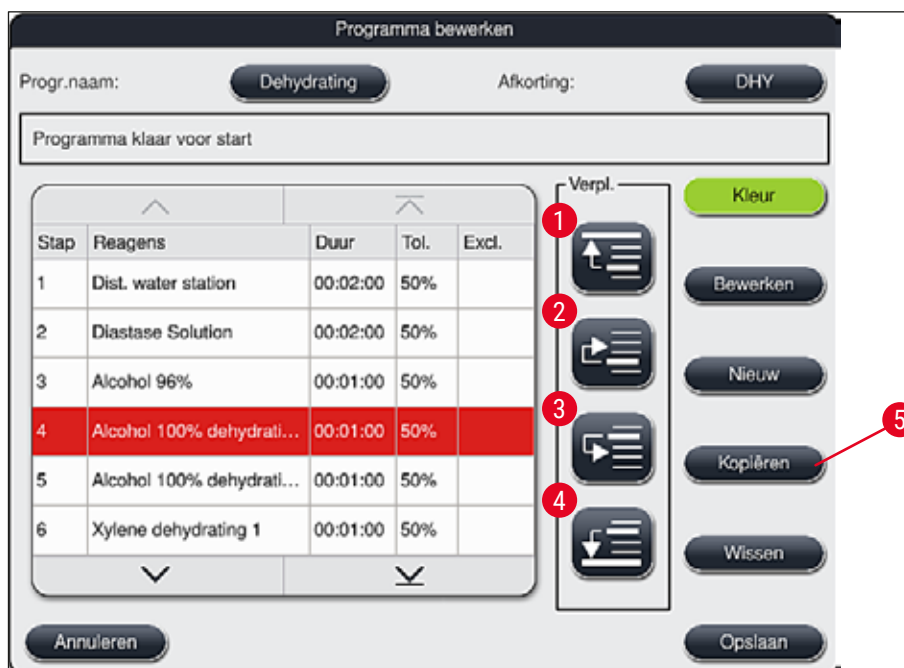 Programma bewerken
Progr.naam: Dehydrating Afkorting: DHY
Programma klaar voor start
Verpl.
Kleur
1
Stap Reagens Duur Tol. Excl.
1 Dist. water station 00:02:00 50%
Bewerken
2
2 Diastase Solution 00:02:00 50%
3 Alcohol 96% 00:01:00 50%
Nieuw
3
4 Alcohol 100% dehydrati... 00:01:00 50%
5
Kopiëren
5 Alcohol 100% dehydrati... 00:01:00 50%
4
6 Xylene dehydrating 1 00:01:00 50%
Wissen
Annuleren Opslaan